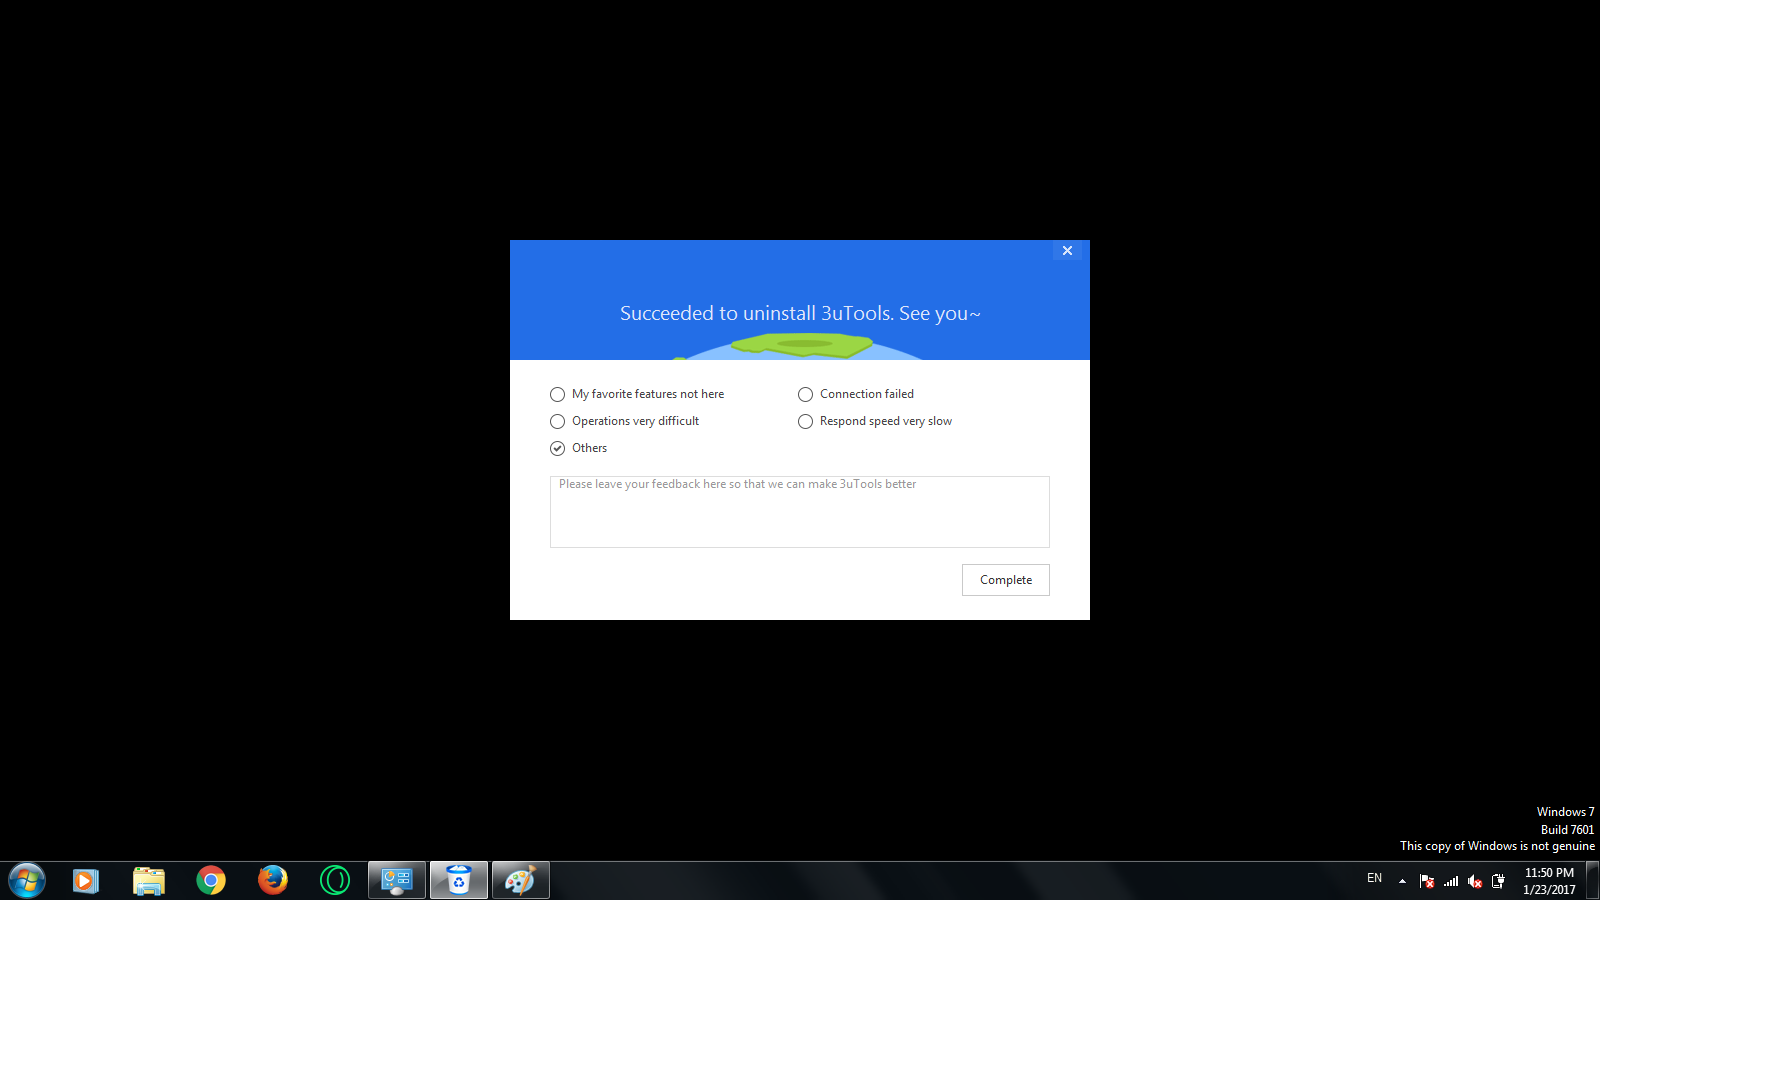 Succeeded to uninstall 3uTools. See you~
My favorite features not here
Connection failed
Operations very difficult
Respond speed very slow
Others
Please leave your feedback here so that we can make 3uTools better
Complete
Windows 7
Build 7601
This copy of Windows is not genuine
EN
11:50 PM
1/23/2017